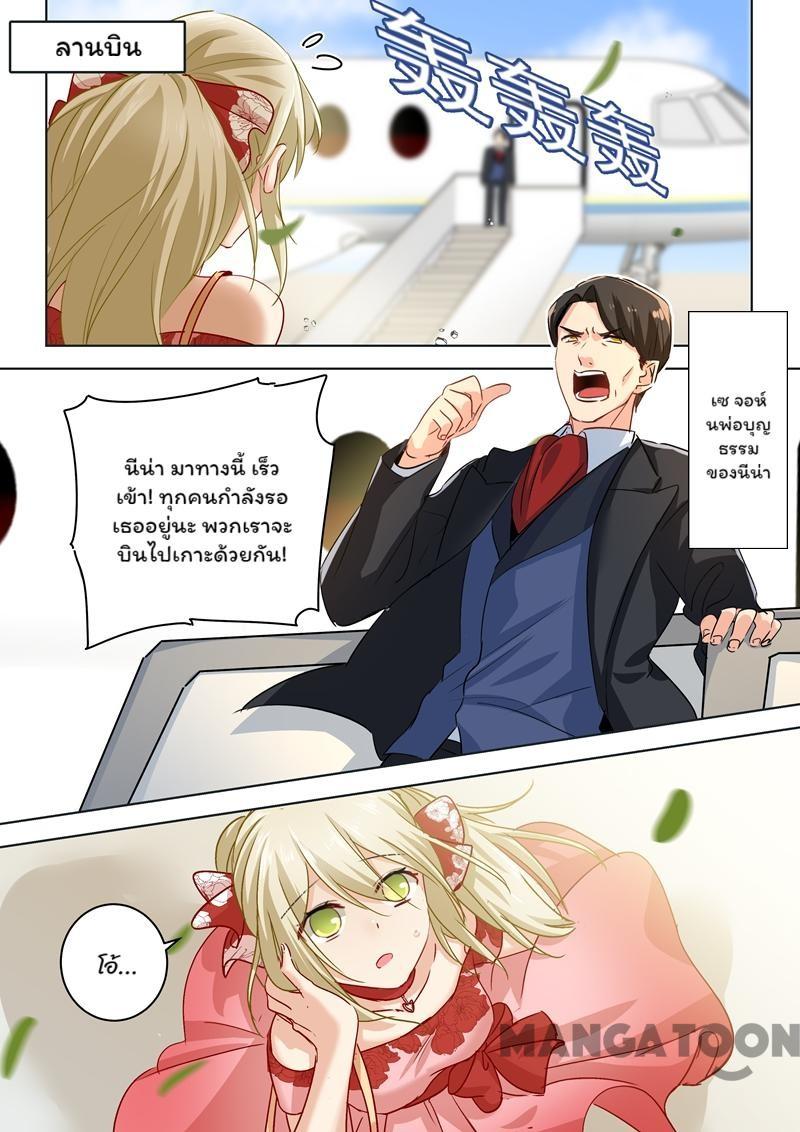 ลานบิน
轰轰轰
เซ จอห์
นพ่อบุญ
ธรรม
ของนีน่า
นีน่า มาทางนี้ เร็ว
เข้า! ทุกคนกำลังรอ
เธออยู่นะ พวกเราจะ
บินไปเกาะด้วยกัน!
โอ้...
MANGATOON